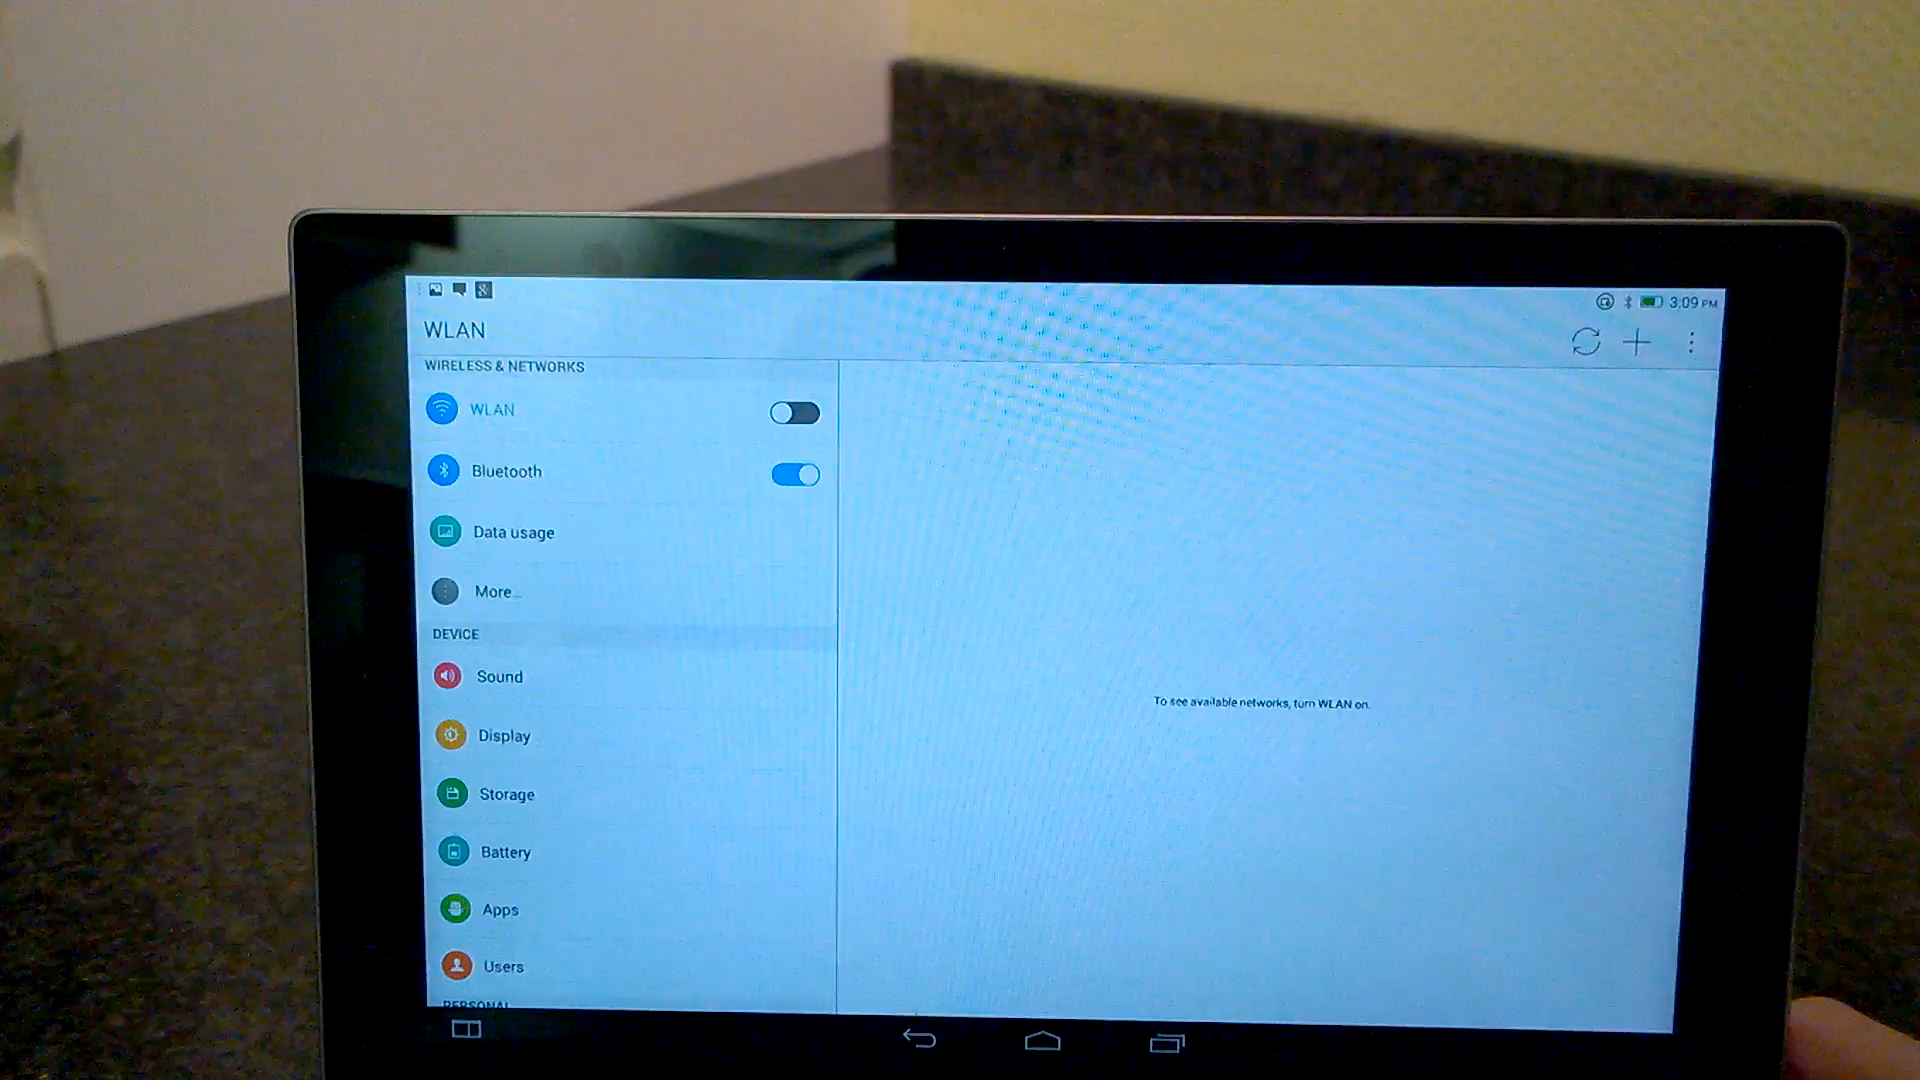 3:09 PM
WLAN
WIRELESS & NETWORKS
WLAN
Bluetooth
Data usage
More...
DEVICE
Sound
Display
Storage
Battery
Apps
Users
PERSONAL
To see available networks, turn WLAN on.